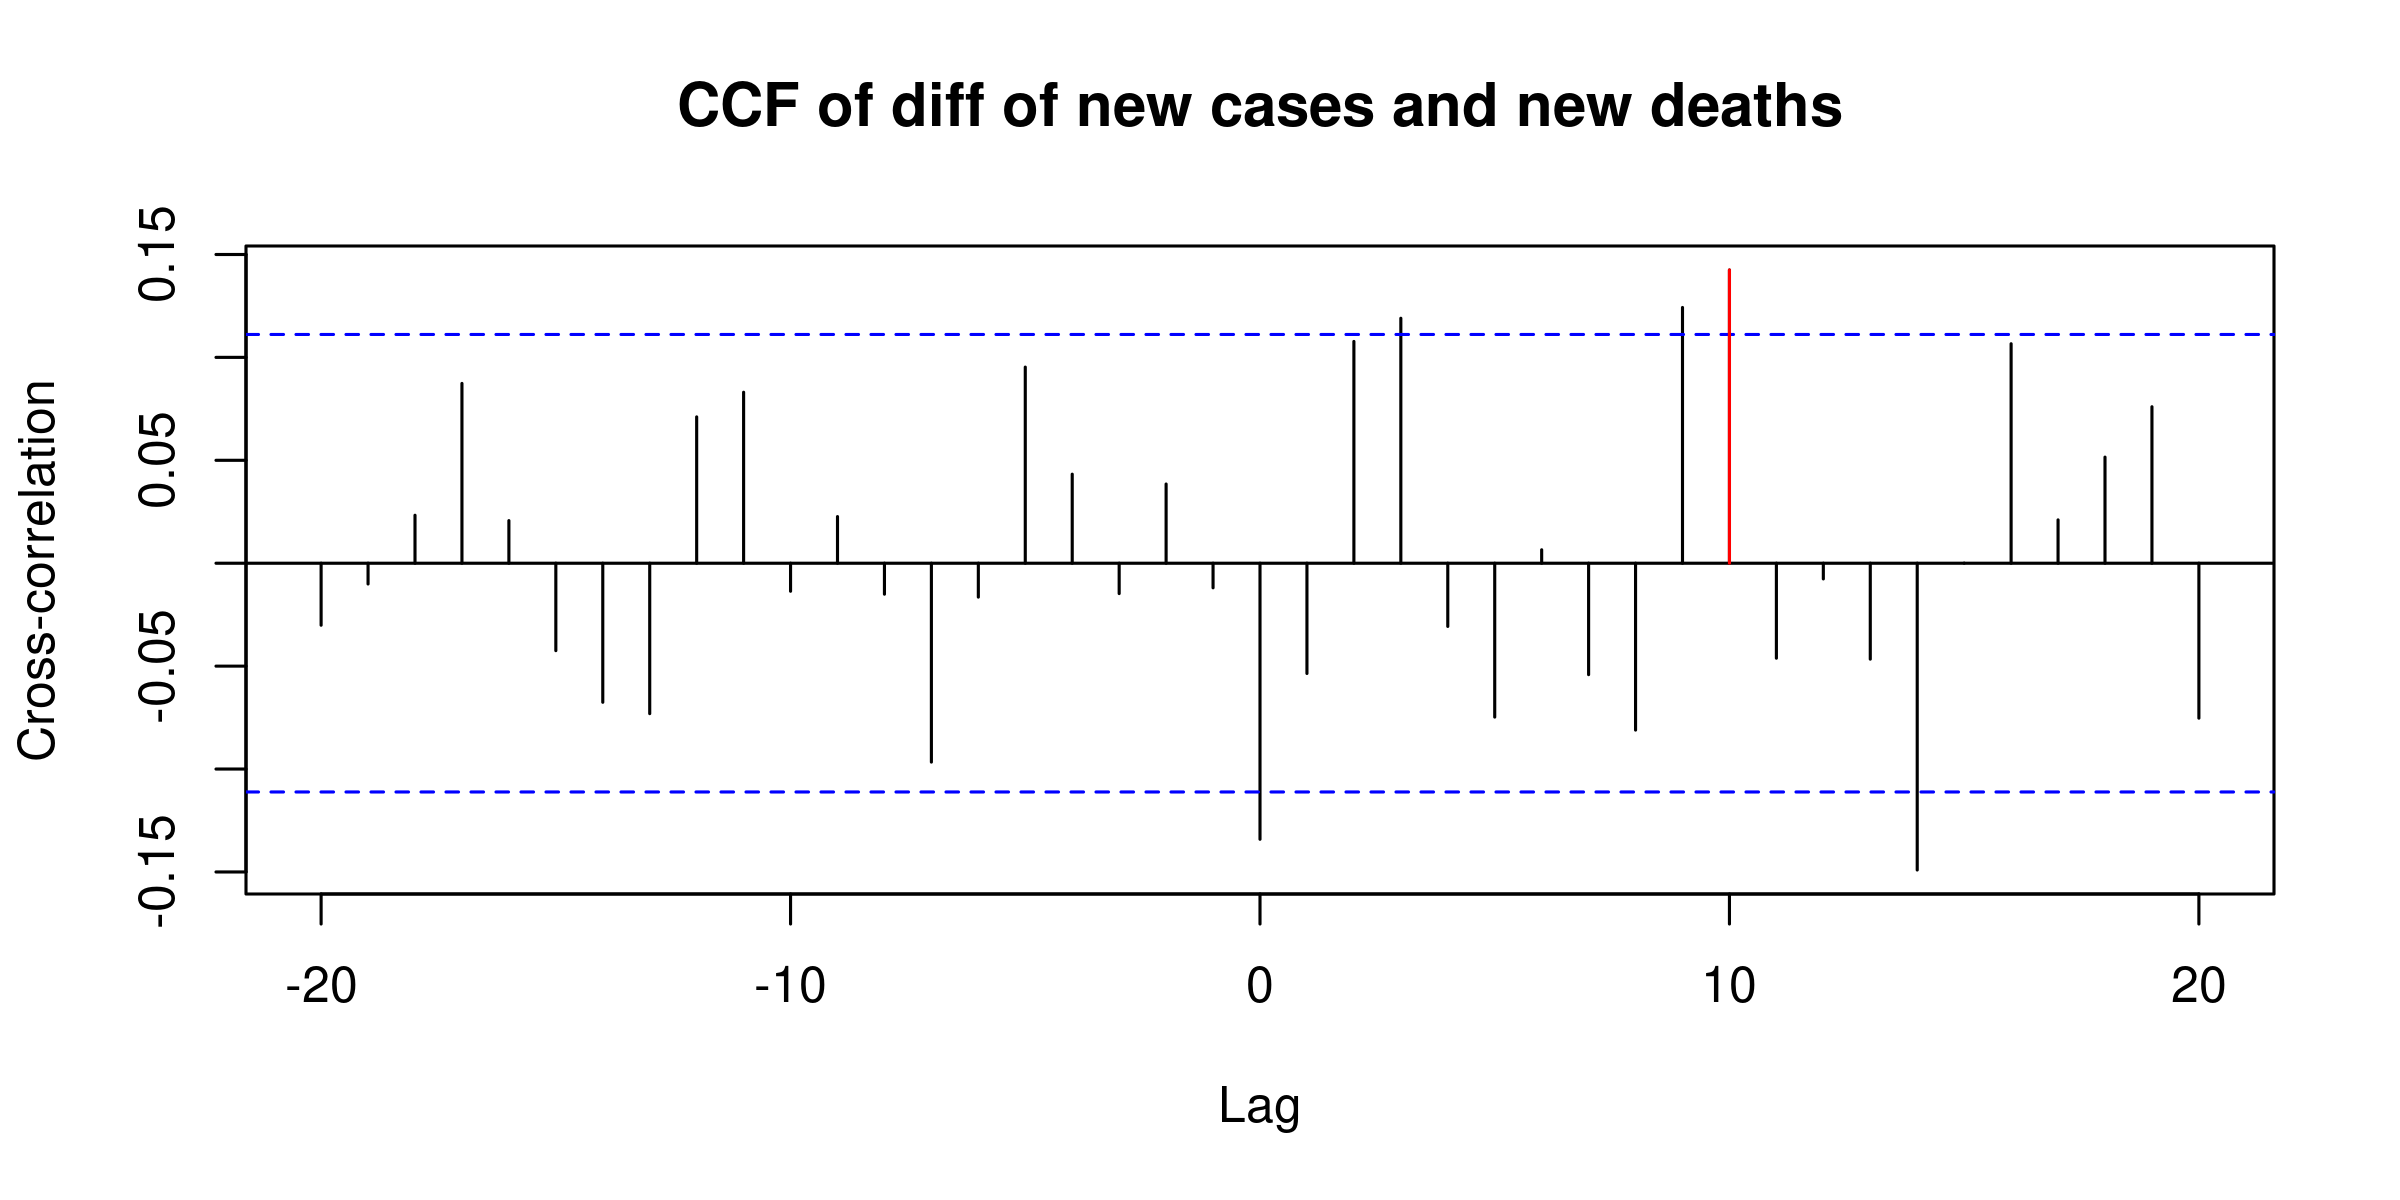 CCF of diff of new cases and new deaths
Cross-correlation
0.15
0.05
-0.05
-0.15
-20 -10 0 10 20
Lag